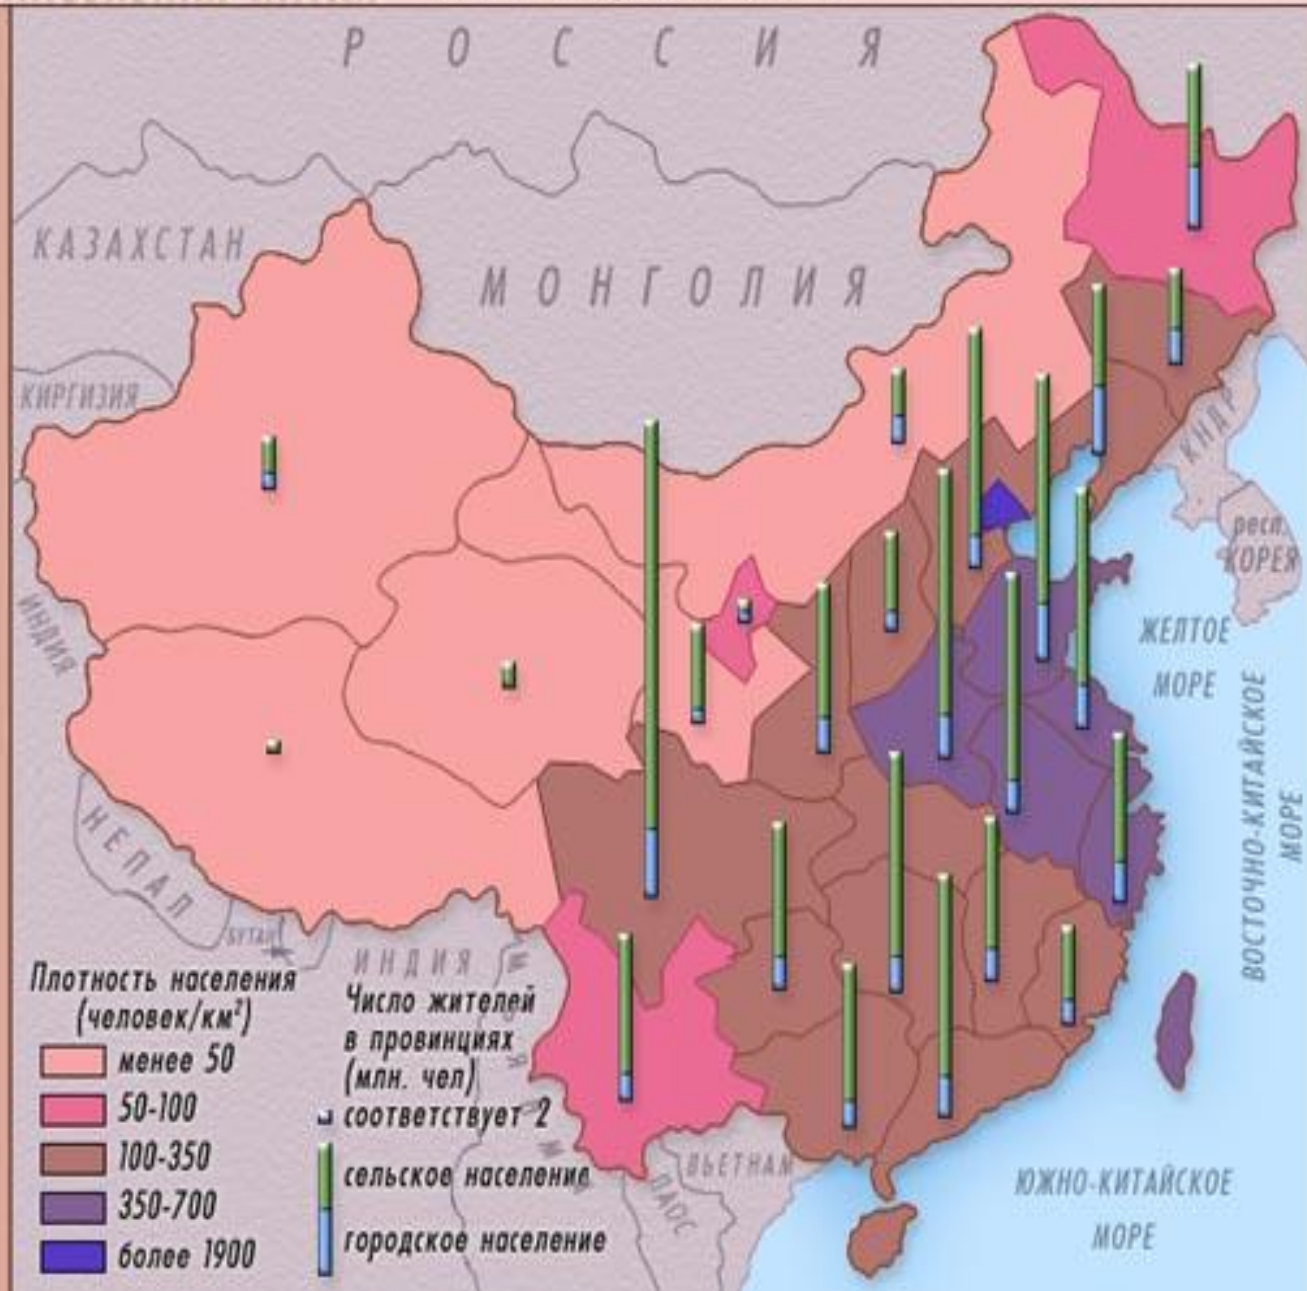 РОССИЯ
КАЗАХСТАН
МОНГОЛИЯ
КИРГИЗИЯ
КНДР
респ.
КОРЕЯ
ИНДИЯ
ЖЕЛТОЕ
МОРЕ
ВОСТОЧНО-КИТАЙСКОЕ
МОРЕ
НЕПАЛ
БУТАН
ИНДИЯ
Плотность населения
(человек/км²)
менее 50
50-100
100-350
350-700
более 1900
Число жителей
в провинциях
(млн. чел)
соответствует 2
сельское население
городское население
ВЬЕТНАМ
ЛАОС
ЮЖНО-КИТАЙСКОЕ
МОРЕ